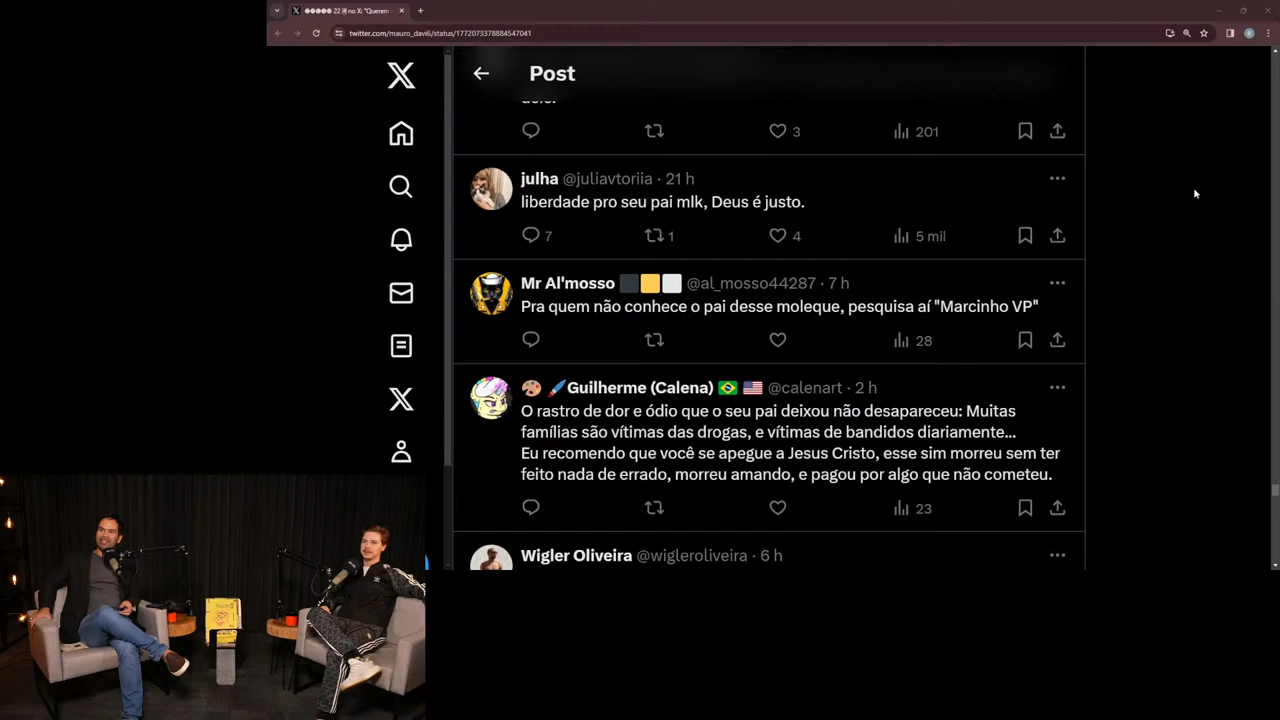 22 no X: "Querem
twitter.com/mauro_davi6/status/1772073378884547041
Post
201
3
julha @juliavtoriia · 21 h
liberdade pro seu pai mlk, Deus é justo.
7 1 4 5 mil
Mr Al'mosso @al_mosso44287 · 7 h
Pra quem não conhece o pai desse moleque, pesquisa aí "Marcinho VP"
28
Guilherme (Calena) @calenart · 2 h
O rastro de dor e ódio que o seu pai deixou não desapareceu: Muitas
famílias são vítimas das drogas, e vítimas de bandidos diariamente...
Eu recomendo que você se apegue a Jesus Cristo, esse sim morreu sem ter
feito nada de errado, morreu amando, e pagou por algo que não cometeu.
23
Wigler Oliveira @wigleroliveira · 6 h